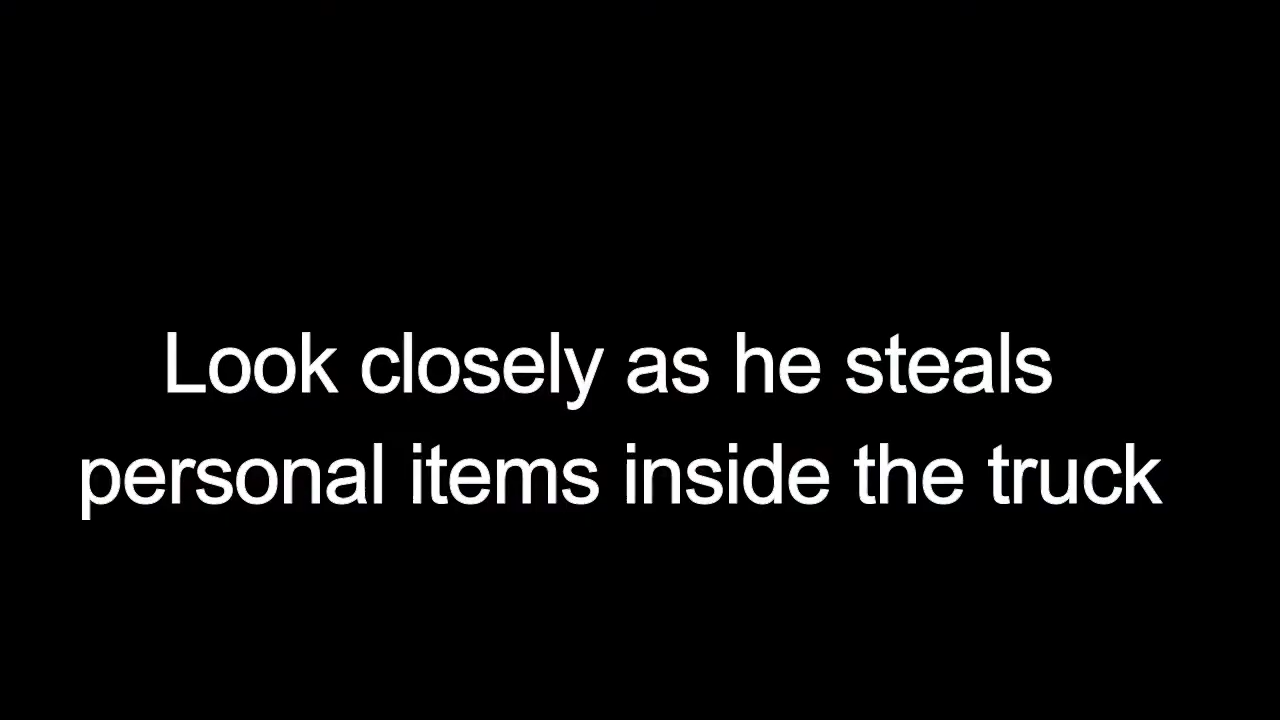 Look closely as he steals
personal items inside the truck